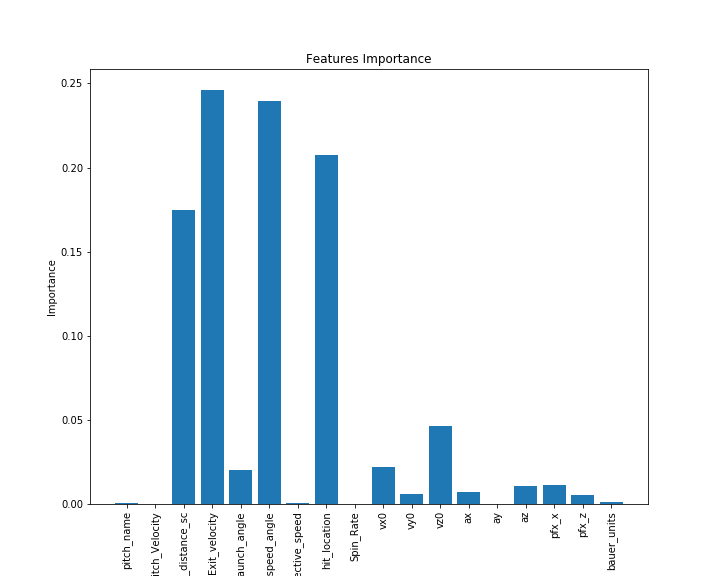 Features Importance
Importance
0.25
0.20
0.15
0.10
0.05
0.00
pitch_name
itch_Velocity
_distance_sc
Exit_velocity
aunch_angle
speed_angle
ective_speed
hit_location
Spin_Rate
vx0
vy0
vz0
ax
ay
az
pfx_x
pfx_z
bauer_units